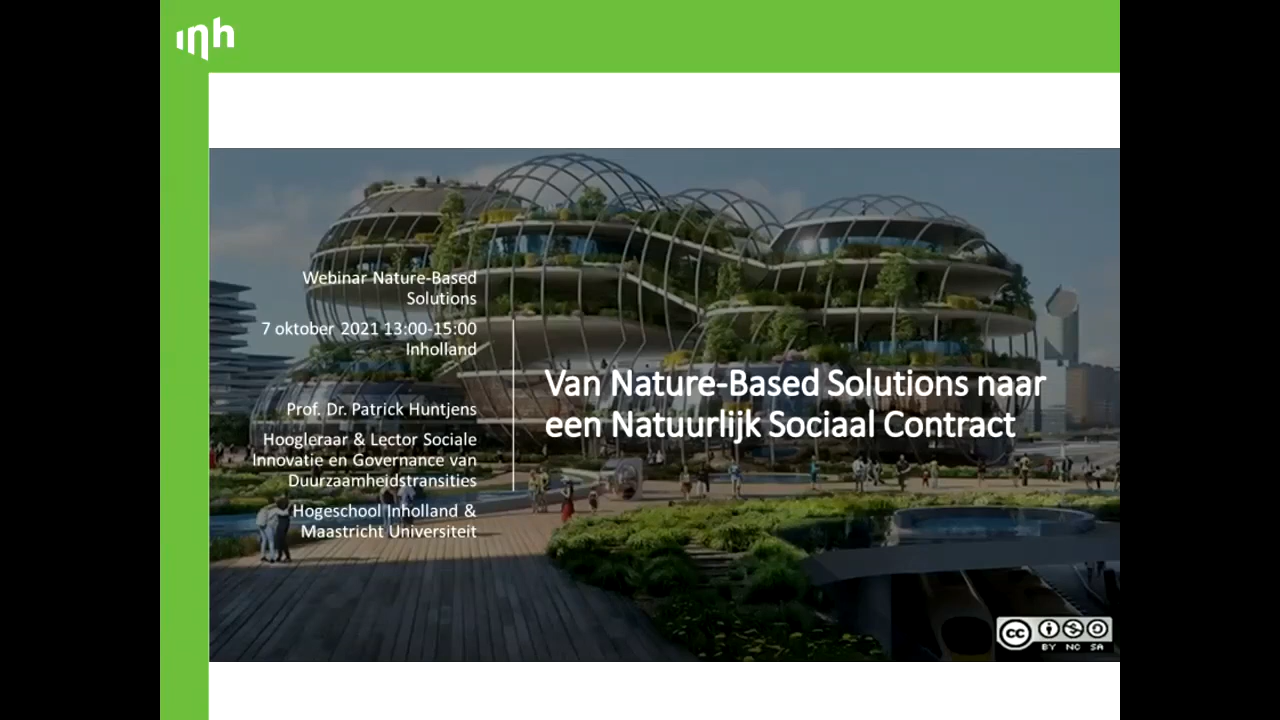 inh
Webinar Nature-Based
Solutions
7 oktober 2021 13:00-15:00
Inholland
Prof. Dr. Patrick Huntjens
Hoogleraar & Lector Sociale
Innovatie en Governance van
Duurzaamheidstransities
Hogeschool Inholland &
Maastricht Universiteit
Van Nature-Based Solutions naar
een Natuurlijk Sociaal Contract
cc
BY NC SA